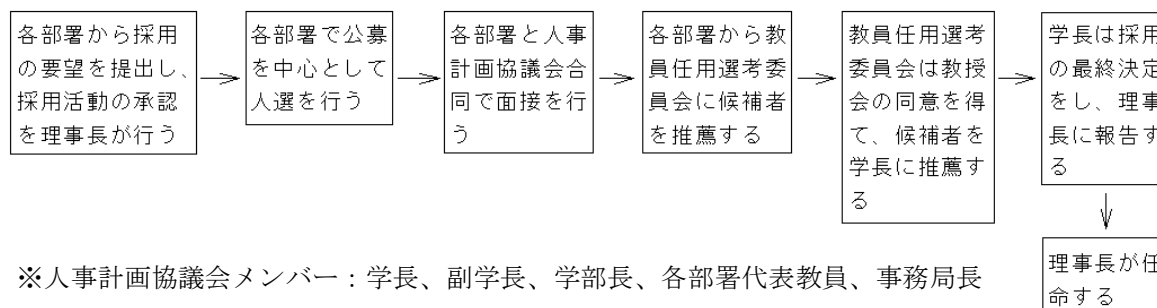 各部署から採用
の要望を提出し、
採用活動の承認
を理事長が行う
各部署で公募
を中心として
人選を行う
各部署と人事
計画協議会合
同で面接を行
う
各部署から教
員任用選考委
員会に候補者
を推薦する
教員任用選考
委員会は教授
会の同意を得
て、候補者を
学長に推薦す
る
学長は採用
の最終決定
をし、理事
長に報告す
る
理事長が任
命する
※人事計画協議会メンバー：学長、副学長、学部長、各部署代表教員、事務局長